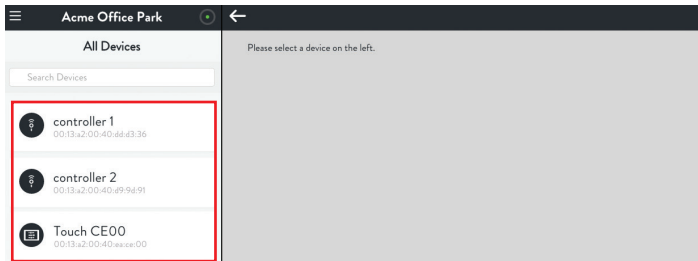 Acme Office Park
All Devices
Search Devices
controller 1
00:13:a2:00:40:dd:d3:36
controller 2
00:13:a2:00:40:d9:9d:91
Touch CE00
00:13:a2:00:40:ea:ce:00
Please select a device on the left.